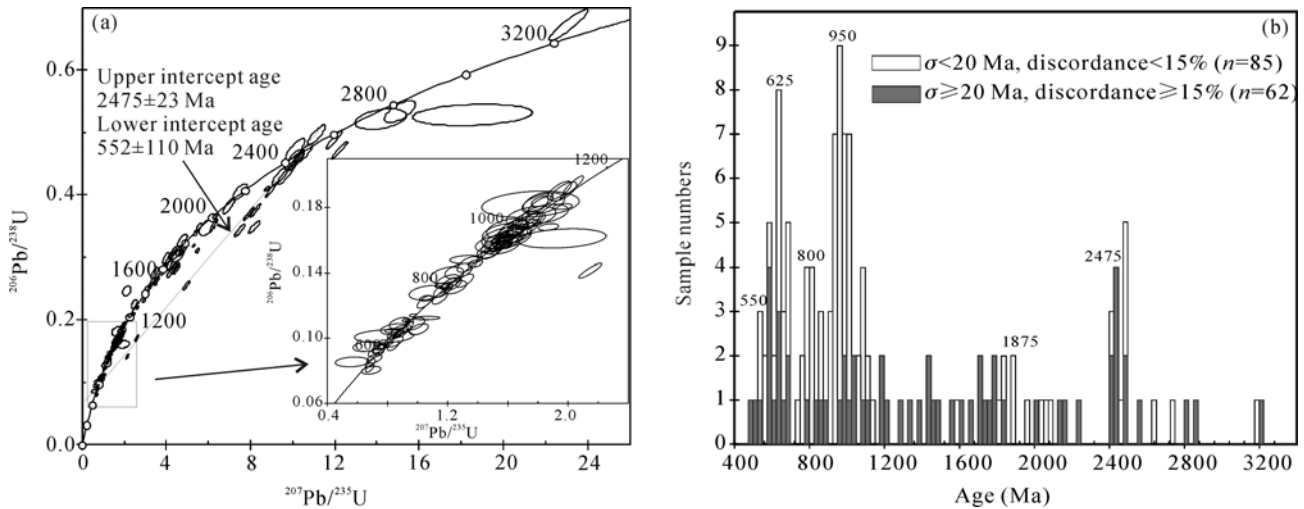 (a)
3200
Upper intercept age
2475±23 Ma
Lower intercept age
552±110 Ma
2800
2400
2000
1600
1200
0.6
0.4
0.2
0.0
²⁰⁶Pb/²³⁸U
0 4 8 12 16 20 24
²⁰⁷Pb/²³⁵U
1200
1000
800
600
0.18
0.14
0.10
0.06
²⁰⁶Pb/²³⁸U
0.4 1.2 2.0
²⁰⁷Pb/²³⁵U
(b)
σ<20 Ma, discordance<15% (n=85)
σ≥20 Ma, discordance≥15% (n=62)
950
625
800
550
2475
1875
9
8
7
6
5
4
3
2
1
0
Sample numbers
400 800 1200 1600 2000 2400 2800 3200
Age (Ma)